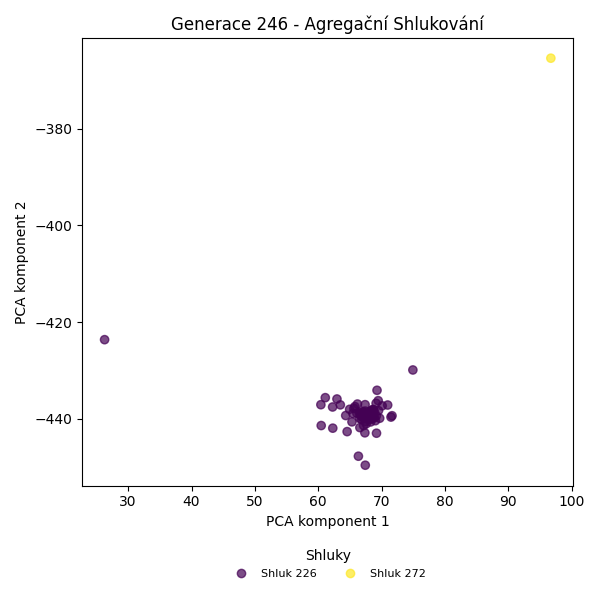 Generace 246 - Agregační Shlukování
−380
−400
−420
−440
PCA komponent 2
30 40 50 60 70 80 90 100
PCA komponent 1
Shluky
Shluk 226 Shluk 272